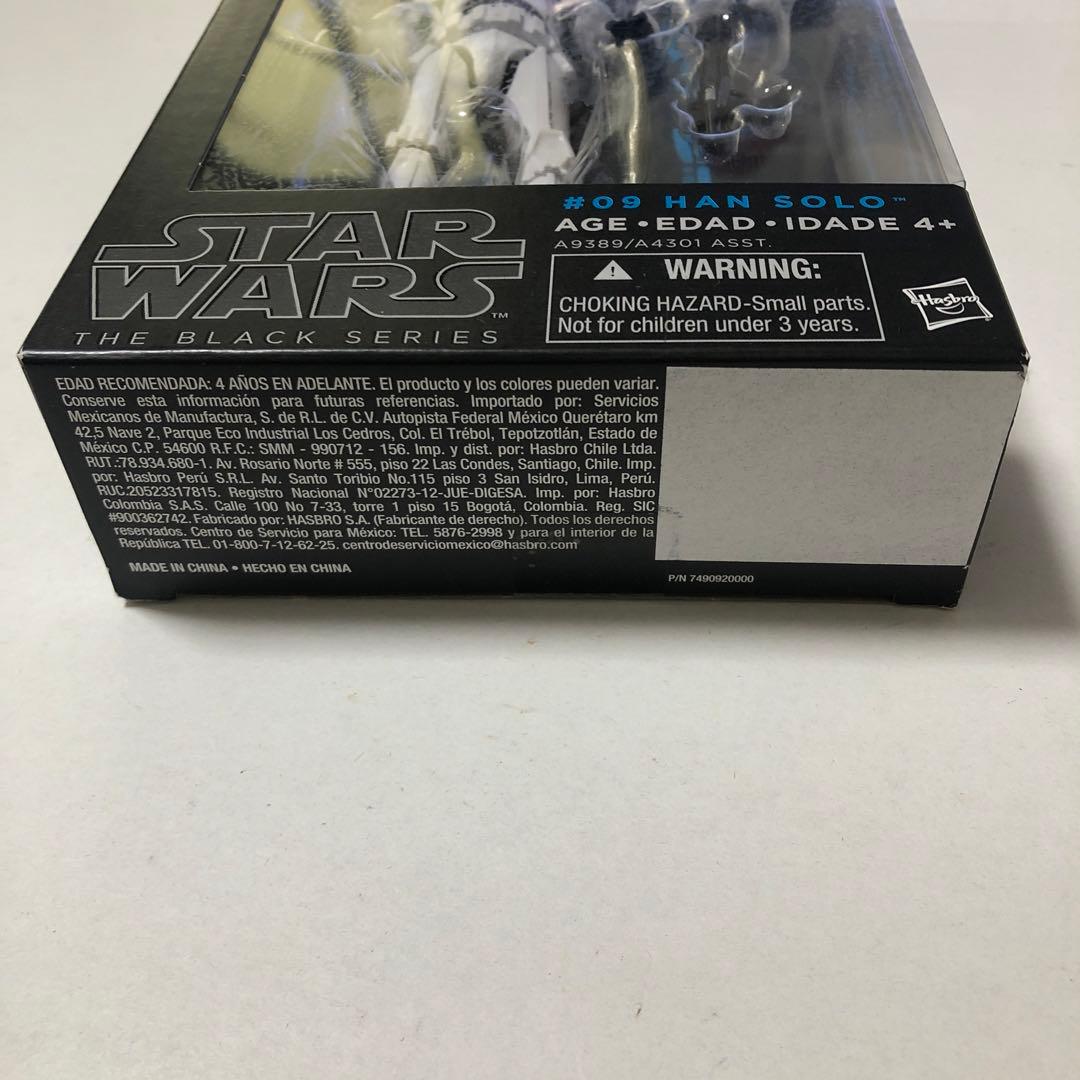 #09 HAN SOLO™
AGE • EDAD • IDADE 4+
A9389/A4301 ASST.
STAR
WARS™
THE BLACK SERIES
WARNING:
CHOKING HAZARD-Small parts.
Not for children under 3 years.
Hasbro
EDAD RECOMENDADA: 4 AÑOS EN ADELANTE. El producto y los colores pueden variar.
Conserve esta información para futuras referencias. Importado por: Servicios
Mexicanos de Manufactura, S. de R.L. de C.V. Autopista Federal México Querétaro km
42,5 Nave 2, Parque Eco Industrial Los Cedros, Col. El Trébol, Tepotzotlán, Estado de
México C.P. 54600 R.F.C.: SMM - 990712 - 156. Imp. y dist. por: Hasbro Chile Ltda.
RUT.:78.934.680-1. Av. Rosario Norte # 555, piso 22 Las Condes, Santiago, Chile. Imp.
por: Hasbro Perú S.R.L. Av. Santo Toribio No.115 piso 3 San Isidro, Lima, Perú.
RUC.20523317815. Registro Nacional N°02273-12-JUE-DIGESA. Imp. por: Hasbro
Colombia S.A.S. Calle 100 No 7-33, torre 1 piso 15 Bogotá, Colombia. Reg. SIC
#900362742. Fabricado por: HASBRO S.A. (Fabricante de derecho). Todos los derechos
reservados. Centro de Servicio para México: TEL. 5876-2998 y para el interior de la
República TEL. 01-800-7-12-62-25. centrodeserviciomexico@hasbro.com
MADE IN CHINA • HECHO EN CHINA
P/N 7490920000